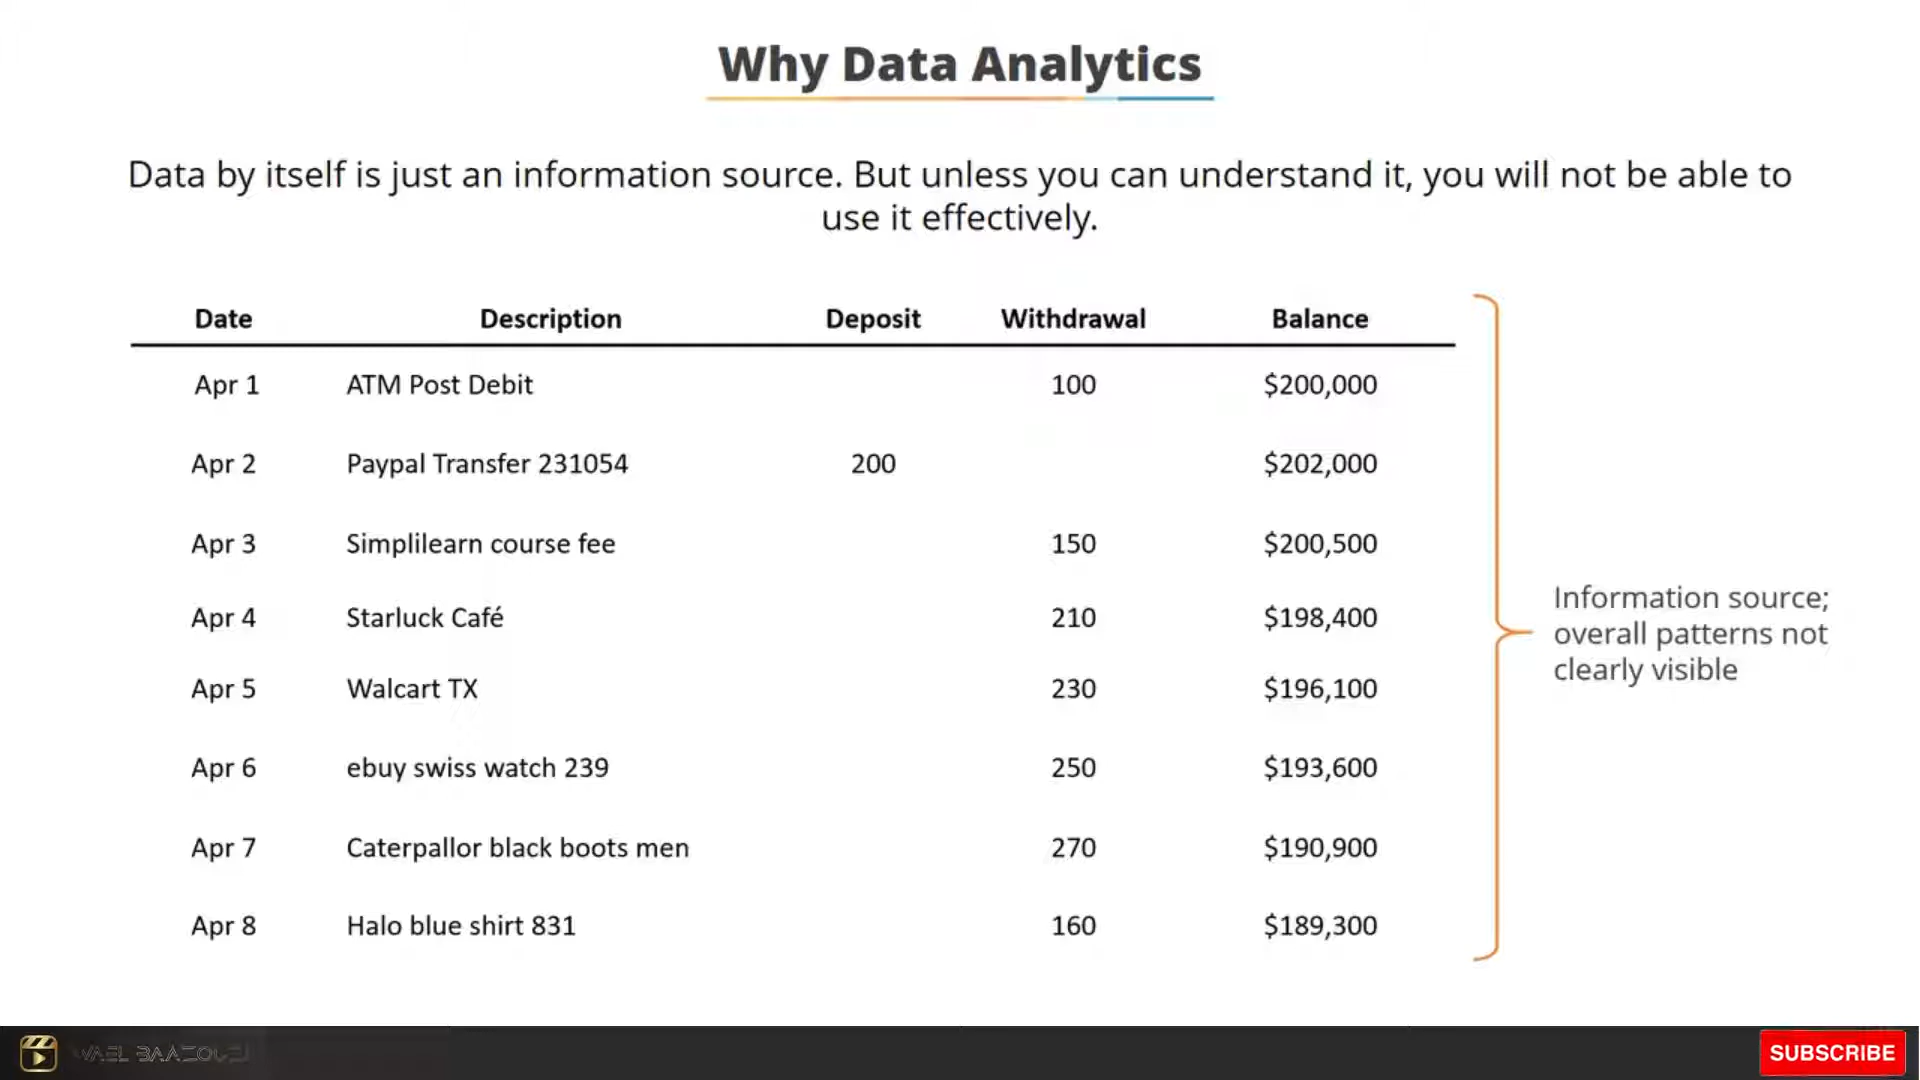 Why Data Analytics
Data by itself is just an information source. But unless you can understand it, you will not be able to
use it effectively.
Date Description Deposit Withdrawal Balance
Apr 1 ATM Post Debit 100 $200,000
Apr 2 Paypal Transfer 231054 200 $202,000
Apr 3 Simplilearn course fee 150 $200,500
Apr 4 Starluck Café 210 $198,400
Apr 5 Walcart TX 230 $196,100
Apr 6 ebuy swiss watch 239 250 $193,600
Apr 7 Caterpallor black boots men 270 $190,900
Apr 8 Halo blue shirt 831 160 $189,300
Information source;
overall patterns not
clearly visible
SUBSCRIBE